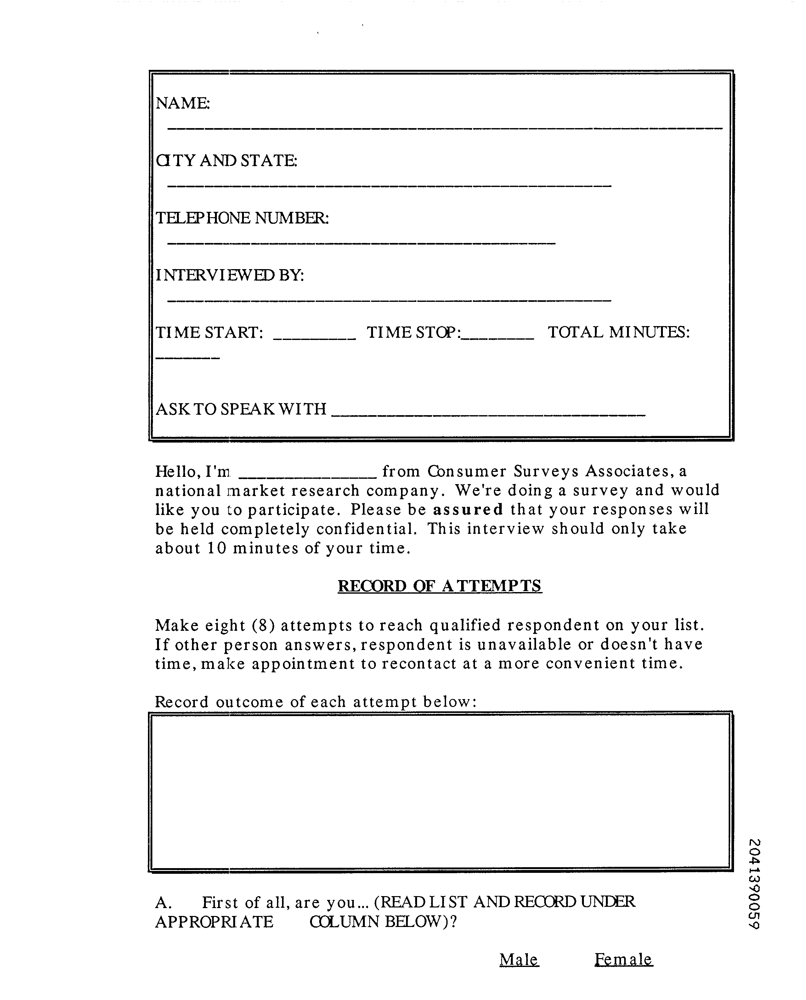 NAME:
CITY AND STATE:
TELEPHONE NUMBER:
INTERVIEWED BY:
TIME START: _________ TIME STOP:________ TOTAL MINUTES:
_______
ASK TO SPEAK WITH __________________________________
Hello, I'm _______________ from Consumer Surveys Associates, a
national market research company. We're doing a survey and would
like you to participate. Please be assured that your responses will
be held completely confidential. This interview should only take
about 10 minutes of your time.
RECORD OF ATTEMPTS
Make eight (8) attempts to reach qualified respondent on your list.
If other person answers, respondent is unavailable or doesn't have
time, make appointment to recontact at a more convenient time.
Record outcome of each attempt below:
A. First of all, are you... (READ LIST AND RECORD UNDER
APPROPRIATE COLUMN BELOW)?
Male Female
2041390059